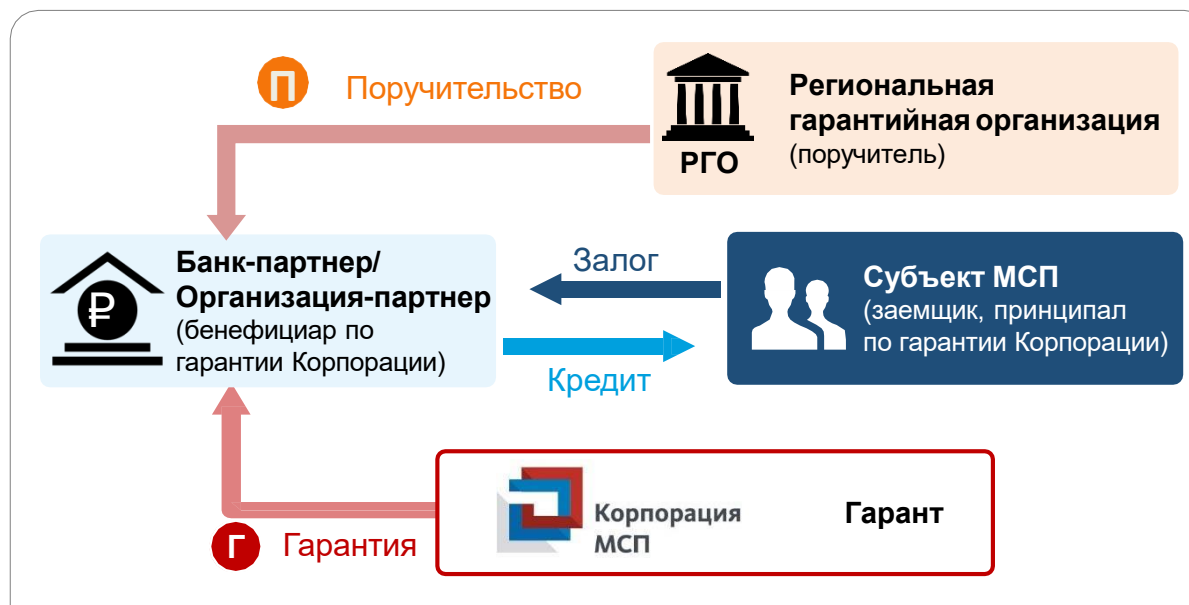 П Поручительство
РГО
Региональная
гарантийная организация
(поручитель)
₽
Банк-партнер/
Организация-партнер
(бенефициар по
гарантии Корпорации)
Залог
Кредит
Субъект МСП
(заемщик, принципал
по гарантии Корпорации)
Г Гарантия
Корпорация
МСП
Гарант